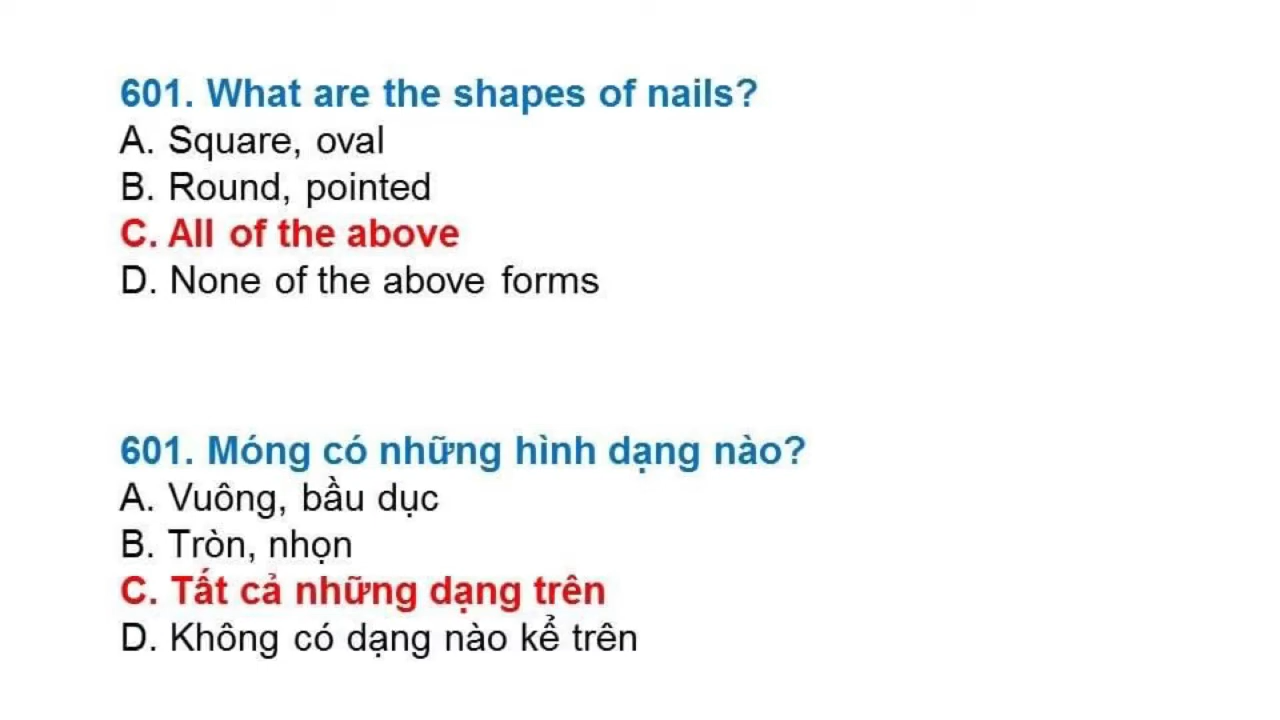 601. What are the shapes of nails?
A. Square, oval
B. Round, pointed
C. All of the above
D. None of the above forms
601. Móng có những hình dạng nào?
A. Vuông, bầu dục
B. Tròn, nhọn
C. Tất cả những dạng trên
D. Không có dạng nào kể trên